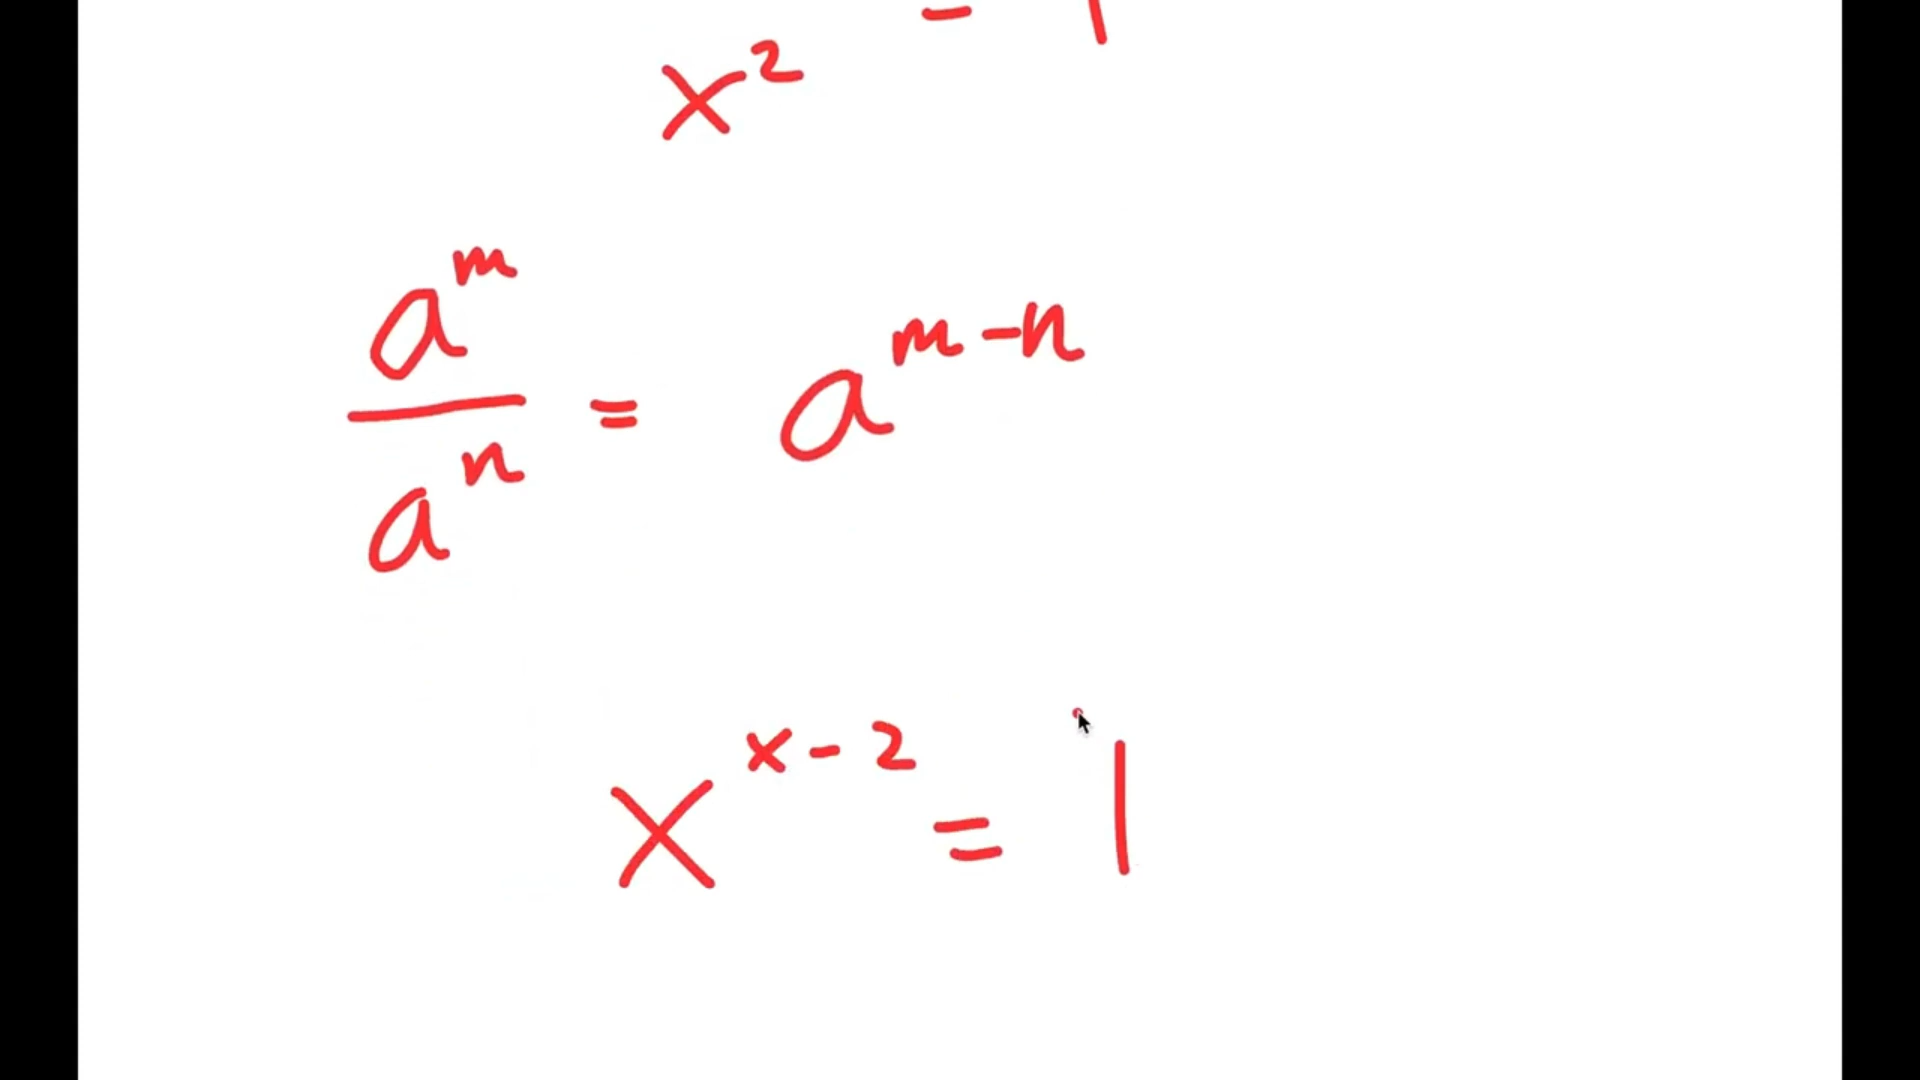 x² = 1
aᵐ/aⁿ = aᵐ⁻ⁿ
xˣ⁻² = 1